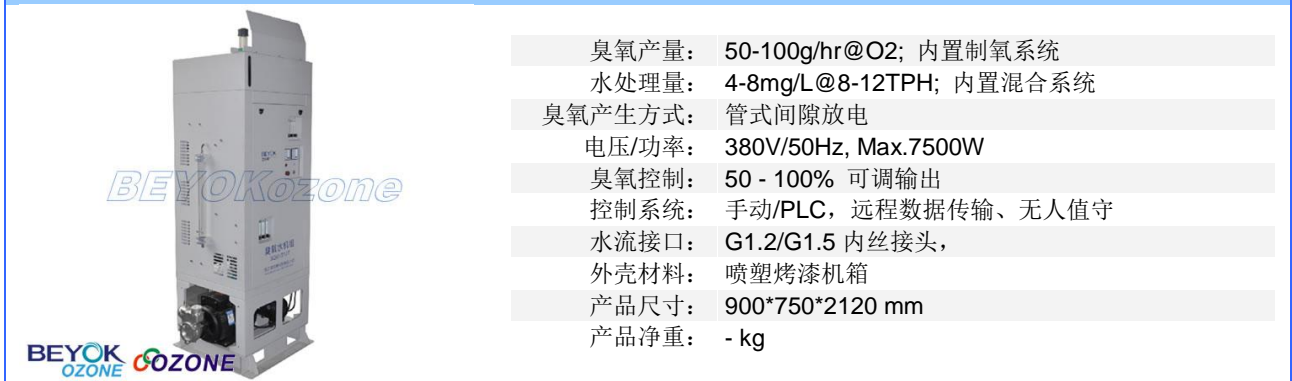 臭氧产量: 50-100g/hr@O2; 内置制氧系统
水处理量: 4-8mg/L@8-12TPH; 内置混合系统
臭氧产生方式: 管式间隙放电
电压/功率: 380V/50Hz, Max.7500W
臭氧控制: 50 - 100% 可调输出
控制系统: 手动/PLC，远程数据传输、无人值守
水流接口: G1.2/G1.5 内丝接头，
外壳材料: 喷塑烤漆机箱
产品尺寸: 900*750*2120 mm
产品净重: - kg
BEYOKozone
BEYOK
臭氧水机组
BEYOK OZONE
OZONE